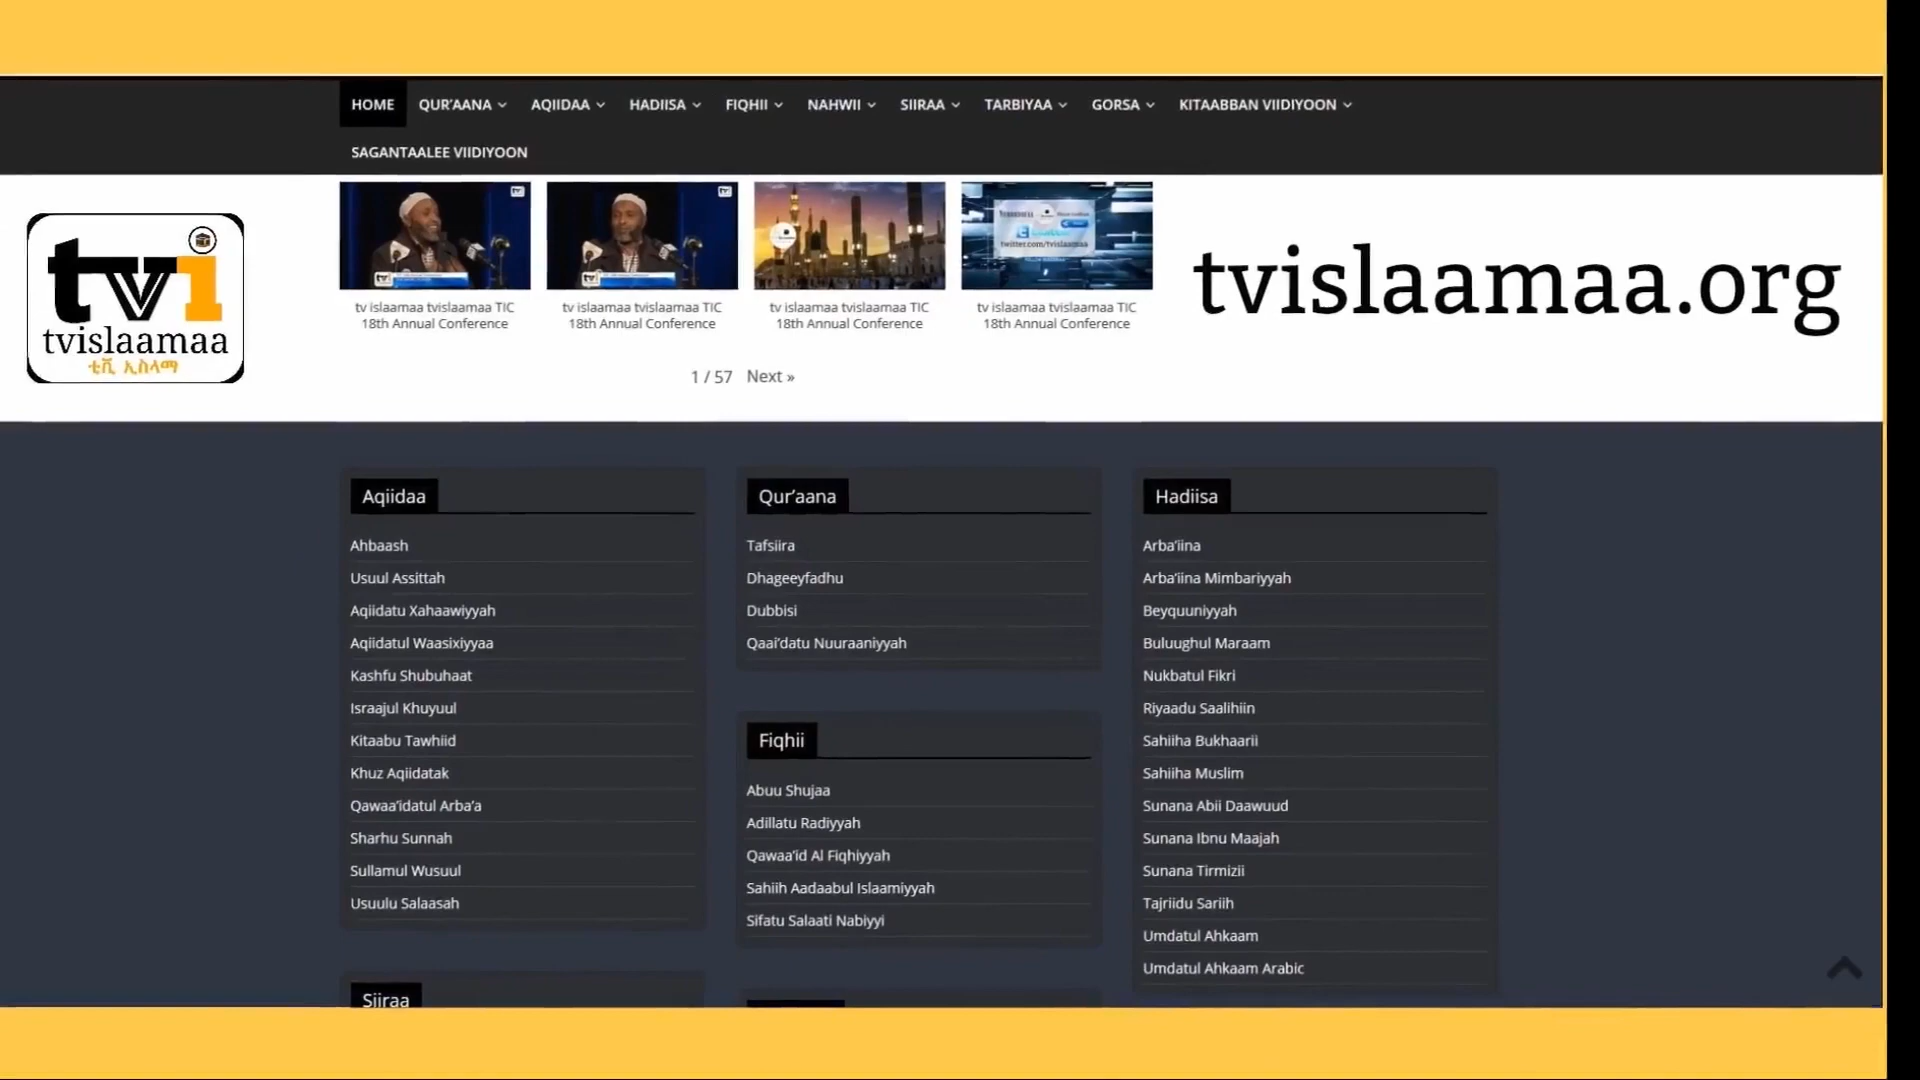 HOME QUR'AANA AQIIDAA HADIISA FIQHII NAHWII SIIRAA TARBIYAA GORSA KITAABBAN VIIDIYOON
SAGANTAALEE VIIDIYOON
tvi
tvislaamaa
ቲቪ ኢስላማ
tv islaamaa tvislaamaa TIC
18th Annual Conference
tv islaamaa tvislaamaa TIC
18th Annual Conference
tv islaamaa tvislaamaa TIC
18th Annual Conference
twitter.com/tvislaamaa
tv islaamaa tvislaamaa TIC
18th Annual Conference
tvislaamaa.org
1 / 57 Next »
Aqiidaa
Ahbaash
Usuul Assittah
Aqiidatu Xahaawiyyah
Aqiidatul Waasixiyyaa
Kashfu Shubuhaat
Israajul Khuyuul
Kitaabu Tawhiid
Khuz Aqiidatak
Qawaa'idatul Arba'a
Sharhu Sunnah
Sullamul Wusuul
Usuulu Salaasah
Siiraa
Qur'aana
Tafsiira
Dhageeyfadhu
Dubbisi
Qaai'datu Nuuraaniyyah
Fiqhii
Abuu Shujaa
Adillatu Radiyyah
Qawaa'id Al Fiqhiyyah
Sahiih Aadaabul Islaamiyyah
Sifatu Salaati Nabiyyi
Hadiisa
Arba'iina
Arba'iina Mimbariyyah
Beyquuniyyah
Buluughul Maraam
Nukbatul Fikri
Riyaadu Saalihiin
Sahiiha Bukhaarii
Sahiiha Muslim
Sunana Abii Daawuud
Sunana Ibnu Maajah
Sunana Tirmizii
Tajriidu Sariih
Umdatul Ahkaam
Umdatul Ahkaam Arabic